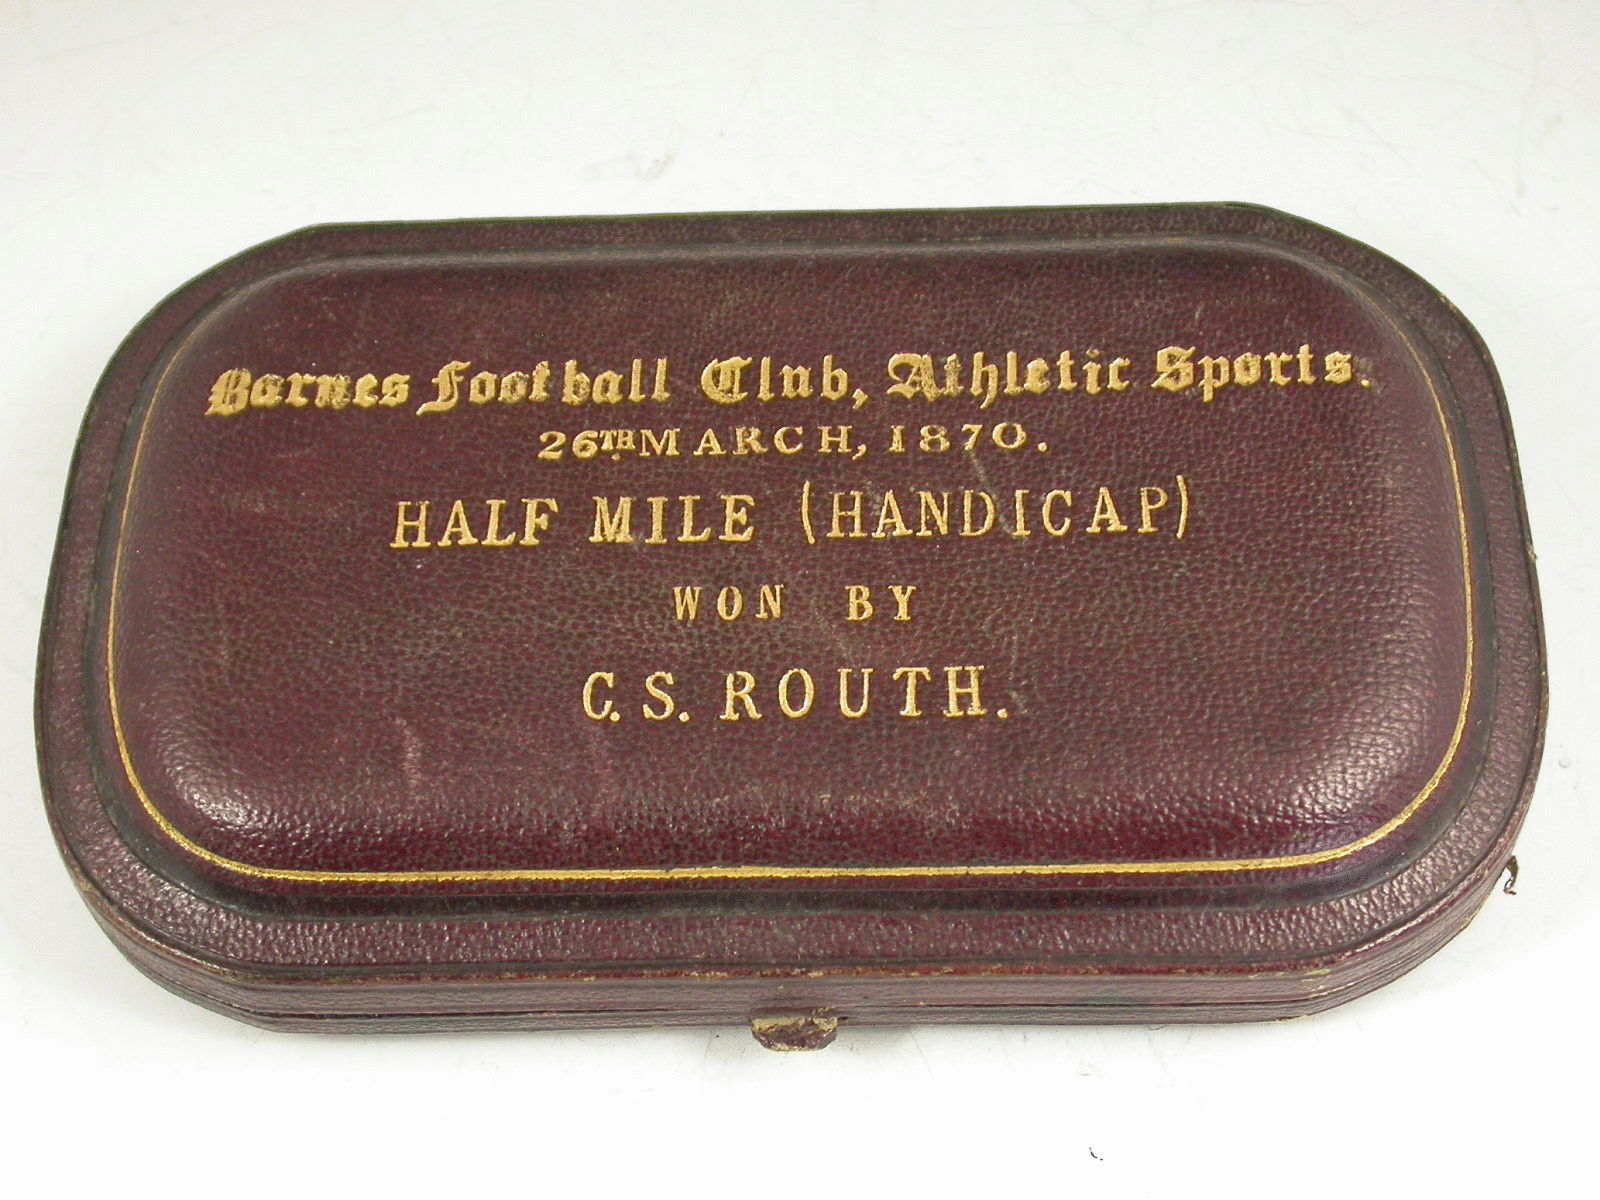 Barnes Football Club, Athletic Sports.
26TH MARCH, 1870.
HALF MILE (HANDICAP)
WON BY
C. S. ROUTH.